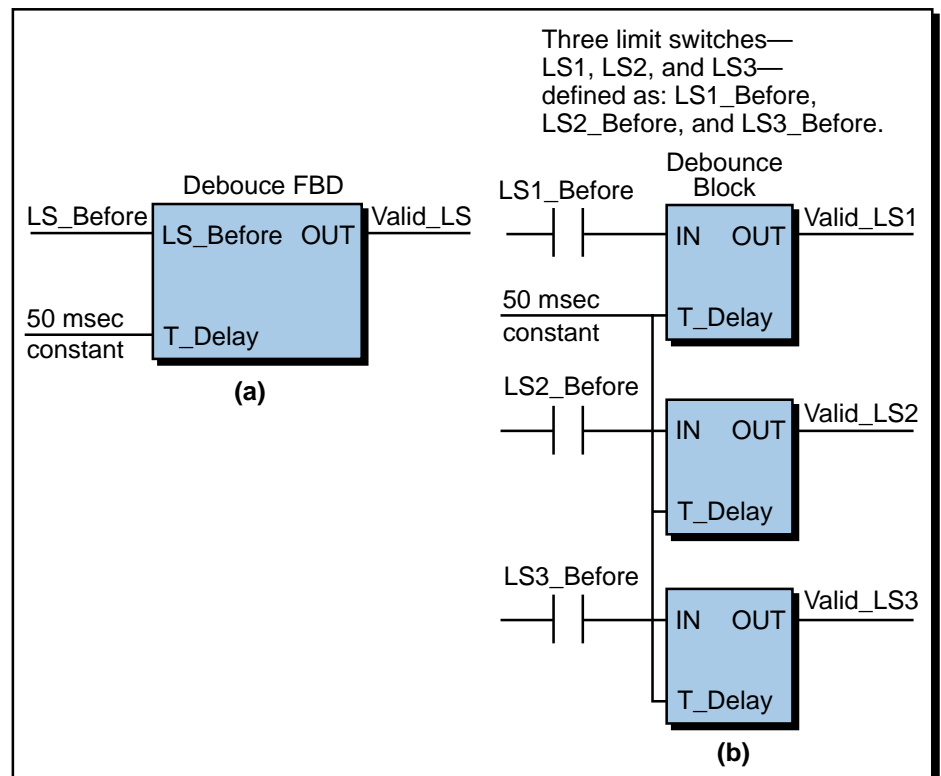 Three limit switches—
LS1, LS2, and LS3—
defined as: LS1_Before,
LS2_Before, and LS3_Before.
Debouce FBD
LS_Before
Valid_LS
LS_Before OUT
50 msec
constant
T_Delay
(a)
Debounce
Block
LS1_Before
Valid_LS1
IN OUT
50 msec
constant
T_Delay
LS2_Before
Valid_LS2
IN OUT
T_Delay
LS3_Before
Valid_LS3
IN OUT
T_Delay
(b)